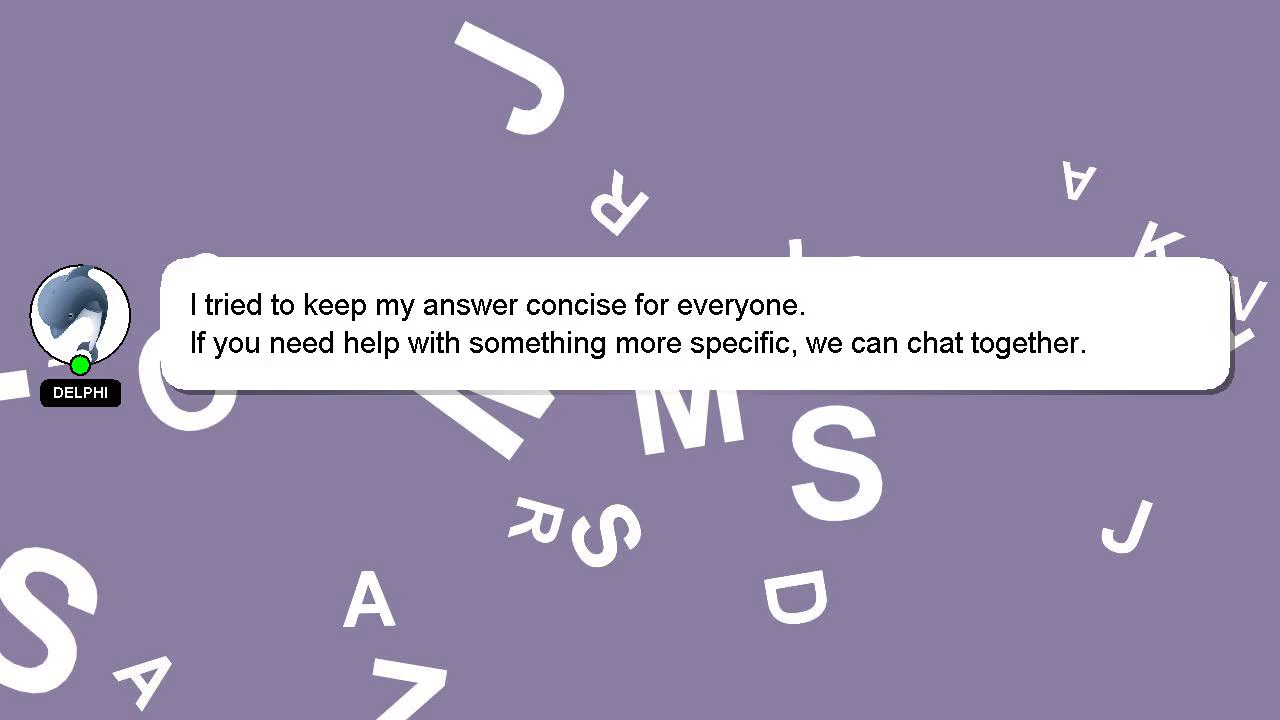 J
R
A
K
V
I tried to keep my answer concise for everyone.
If you need help with something more specific, we can chat together.
DELPHI
M
S
R
S
J
A
D
S
A
Z